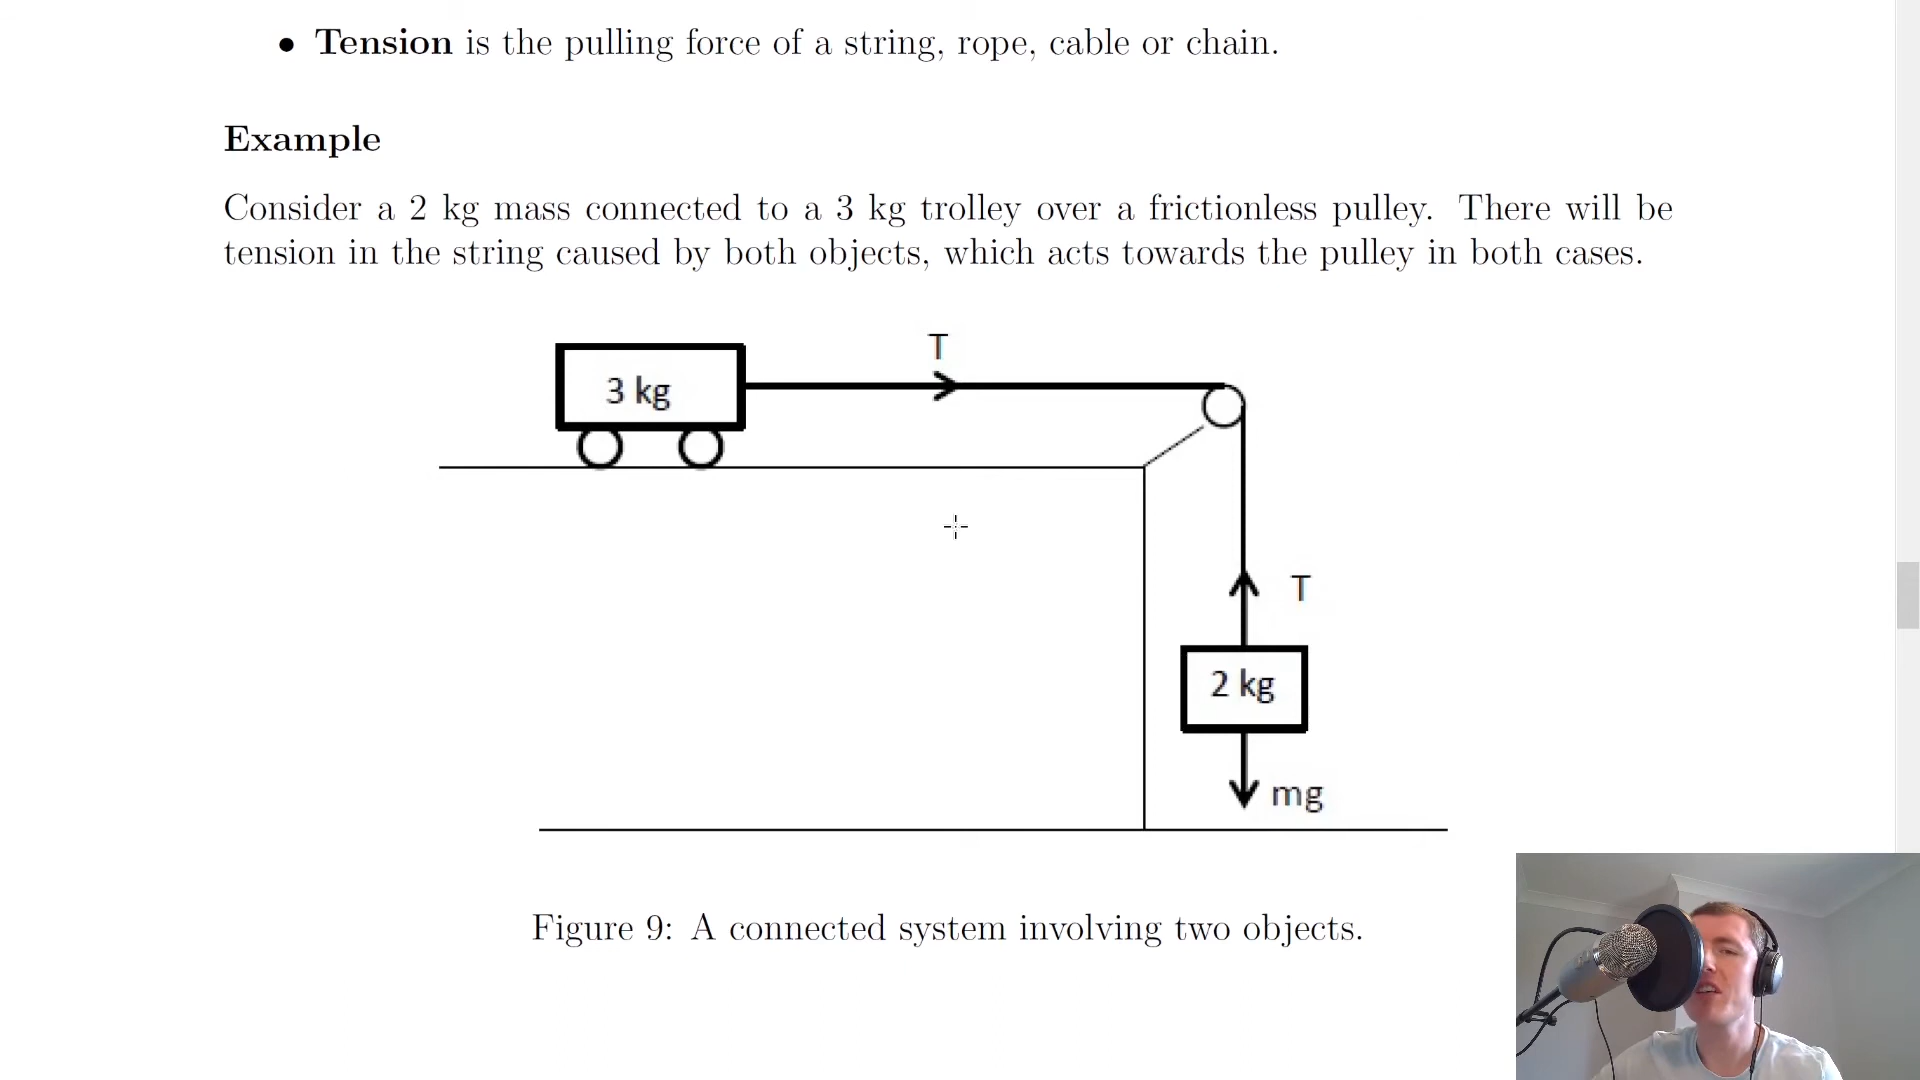 • Tension is the pulling force of a string, rope, cable or chain.
Example
Consider a 2 kg mass connected to a 3 kg trolley over a frictionless pulley. There will be
tension in the string caused by both objects, which acts towards the pulley in both cases.
T
3 kg
T
2 kg
mg
Figure 9: A connected system involving two objects.